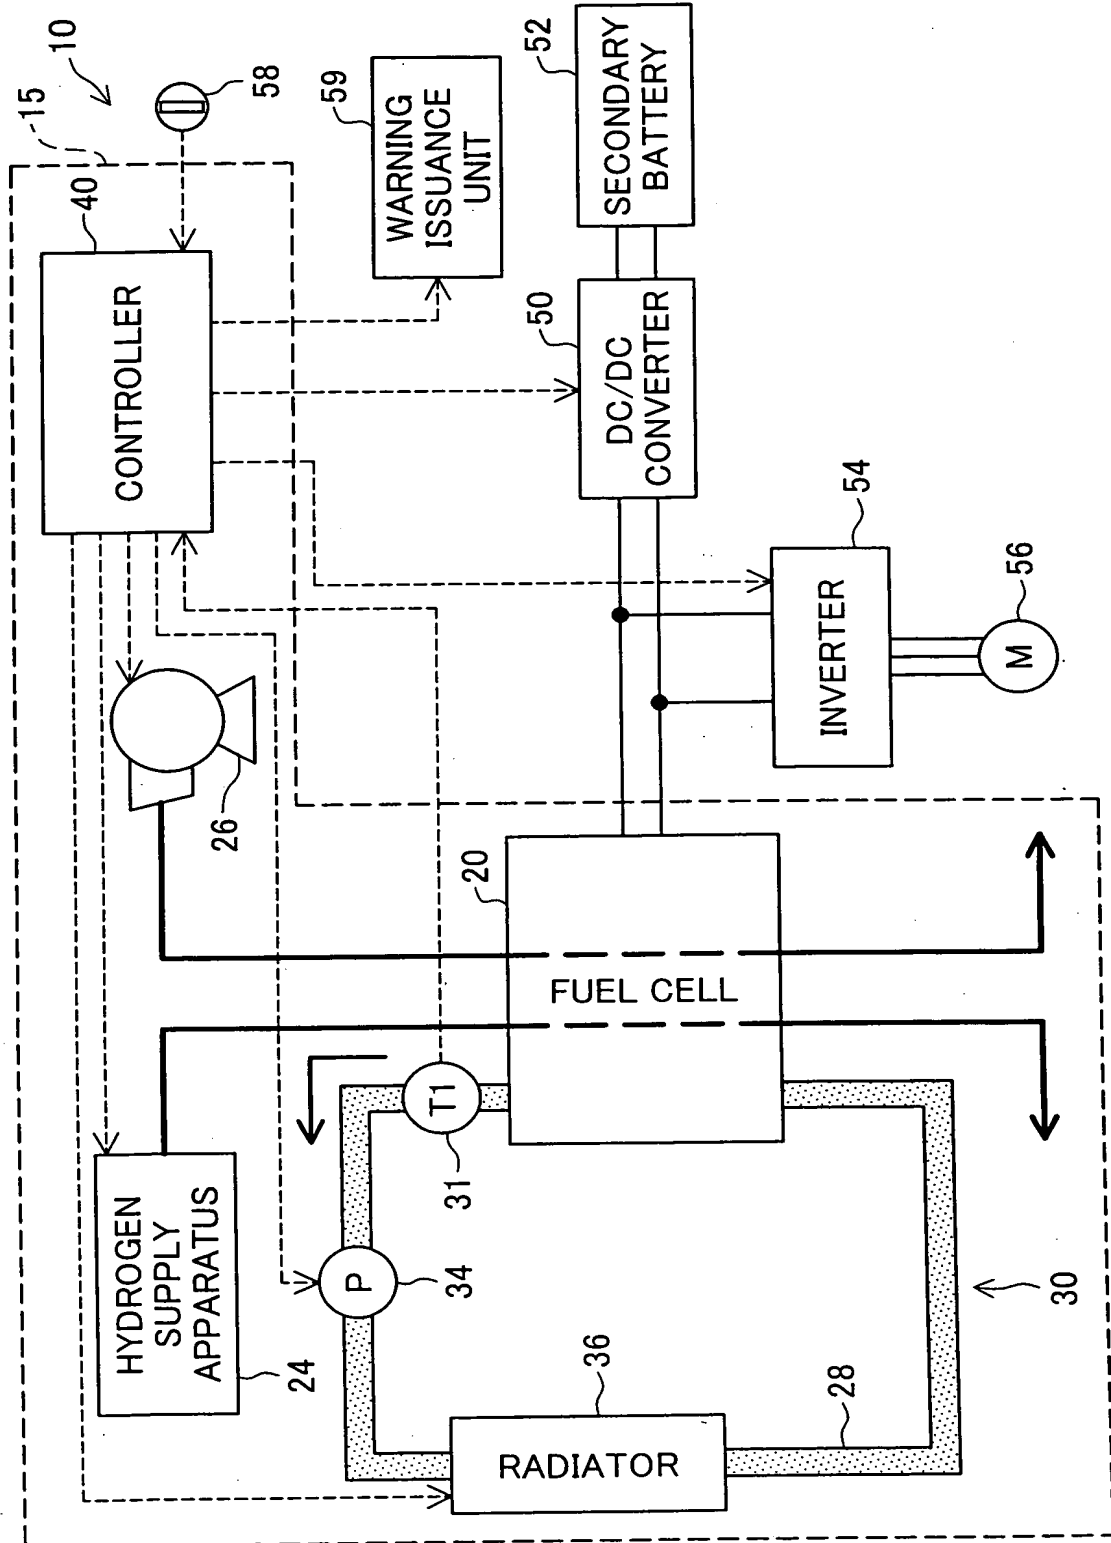 10
15
40
CONTROLLER
58
59
WARNING
ISSUANCE
UNIT
52
SECONDARY
BATTERY
50
DC/DC
CONVERTER
54
INVERTER
56
M
26
20
FUEL CELL
T1
31
HYDROGEN
SUPPLY
APPARATUS
24
P
34
36
RADIATOR
28
30